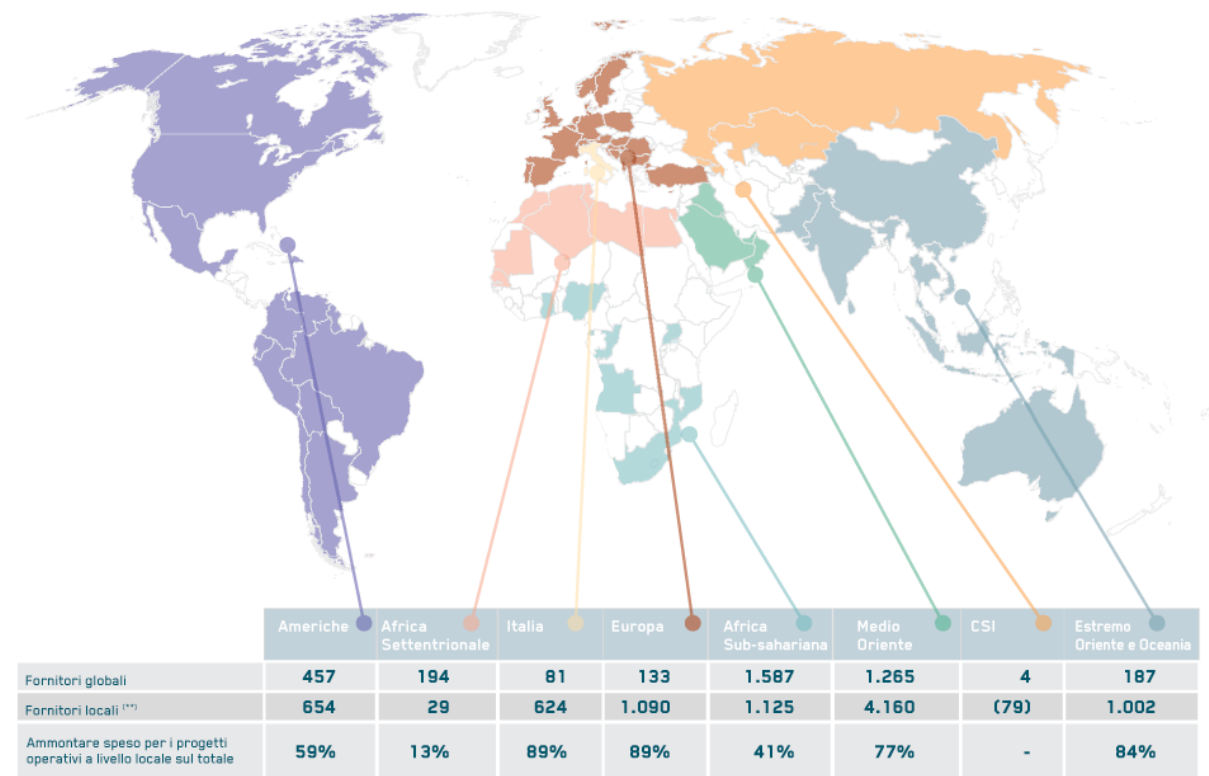 Americhe
Africa
Settentrionale
Italia
Europa
Africa
Sub-sahariana
Medio
Oriente
CSI
Estremo
Oriente e Oceania
Fornitori globali 457 194 81 133 1.587 1.265 4 187
Fornitori locali (**) 654 29 624 1.090 1.125 4.160 (79) 1.002
Ammontare speso per i progetti
operativi a livello locale sul totale 59% 13% 89% 89% 41% 77% - 84%